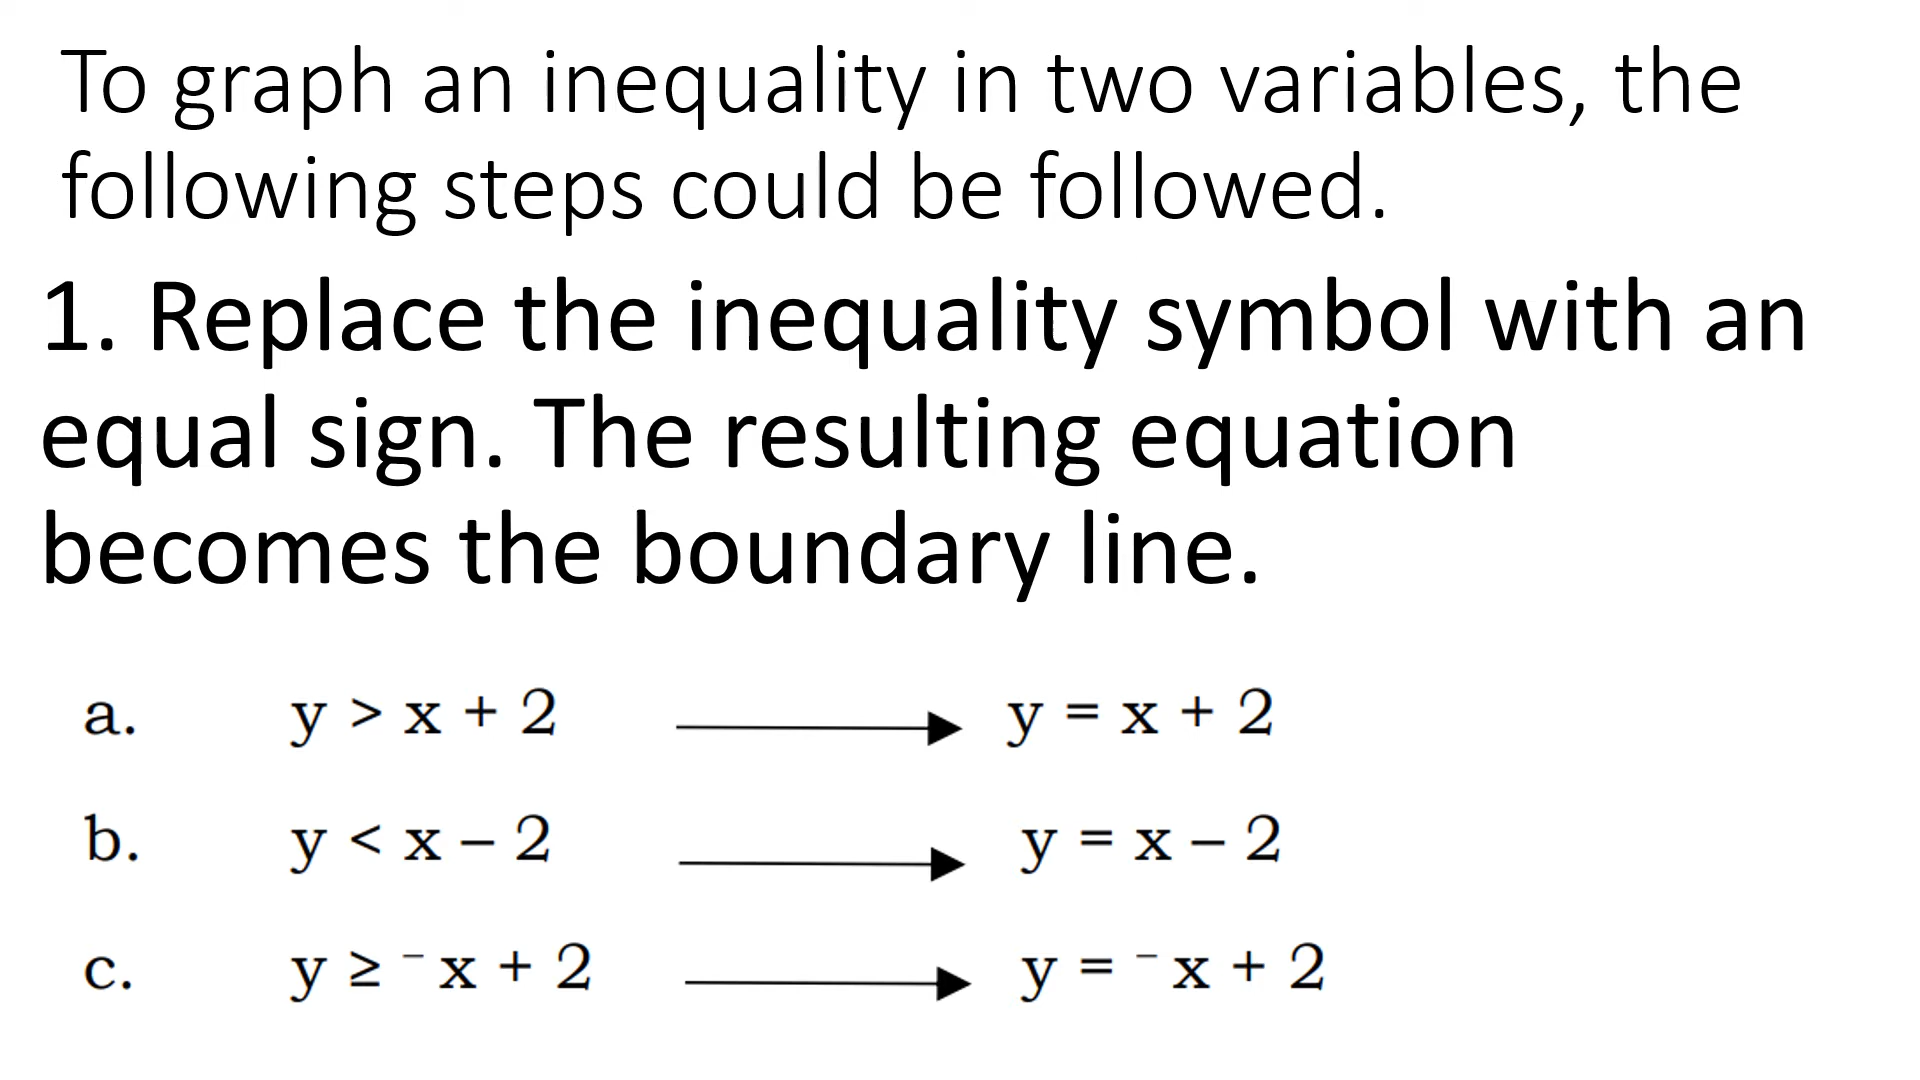 To graph an inequality in two variables, the
following steps could be followed.
1. Replace the inequality symbol with an
equal sign. The resulting equation
becomes the boundary line.
a. y > x + 2 y = x + 2
b. y < x – 2 y = x – 2
c. y ≥ ⁻x + 2 y = ⁻x + 2